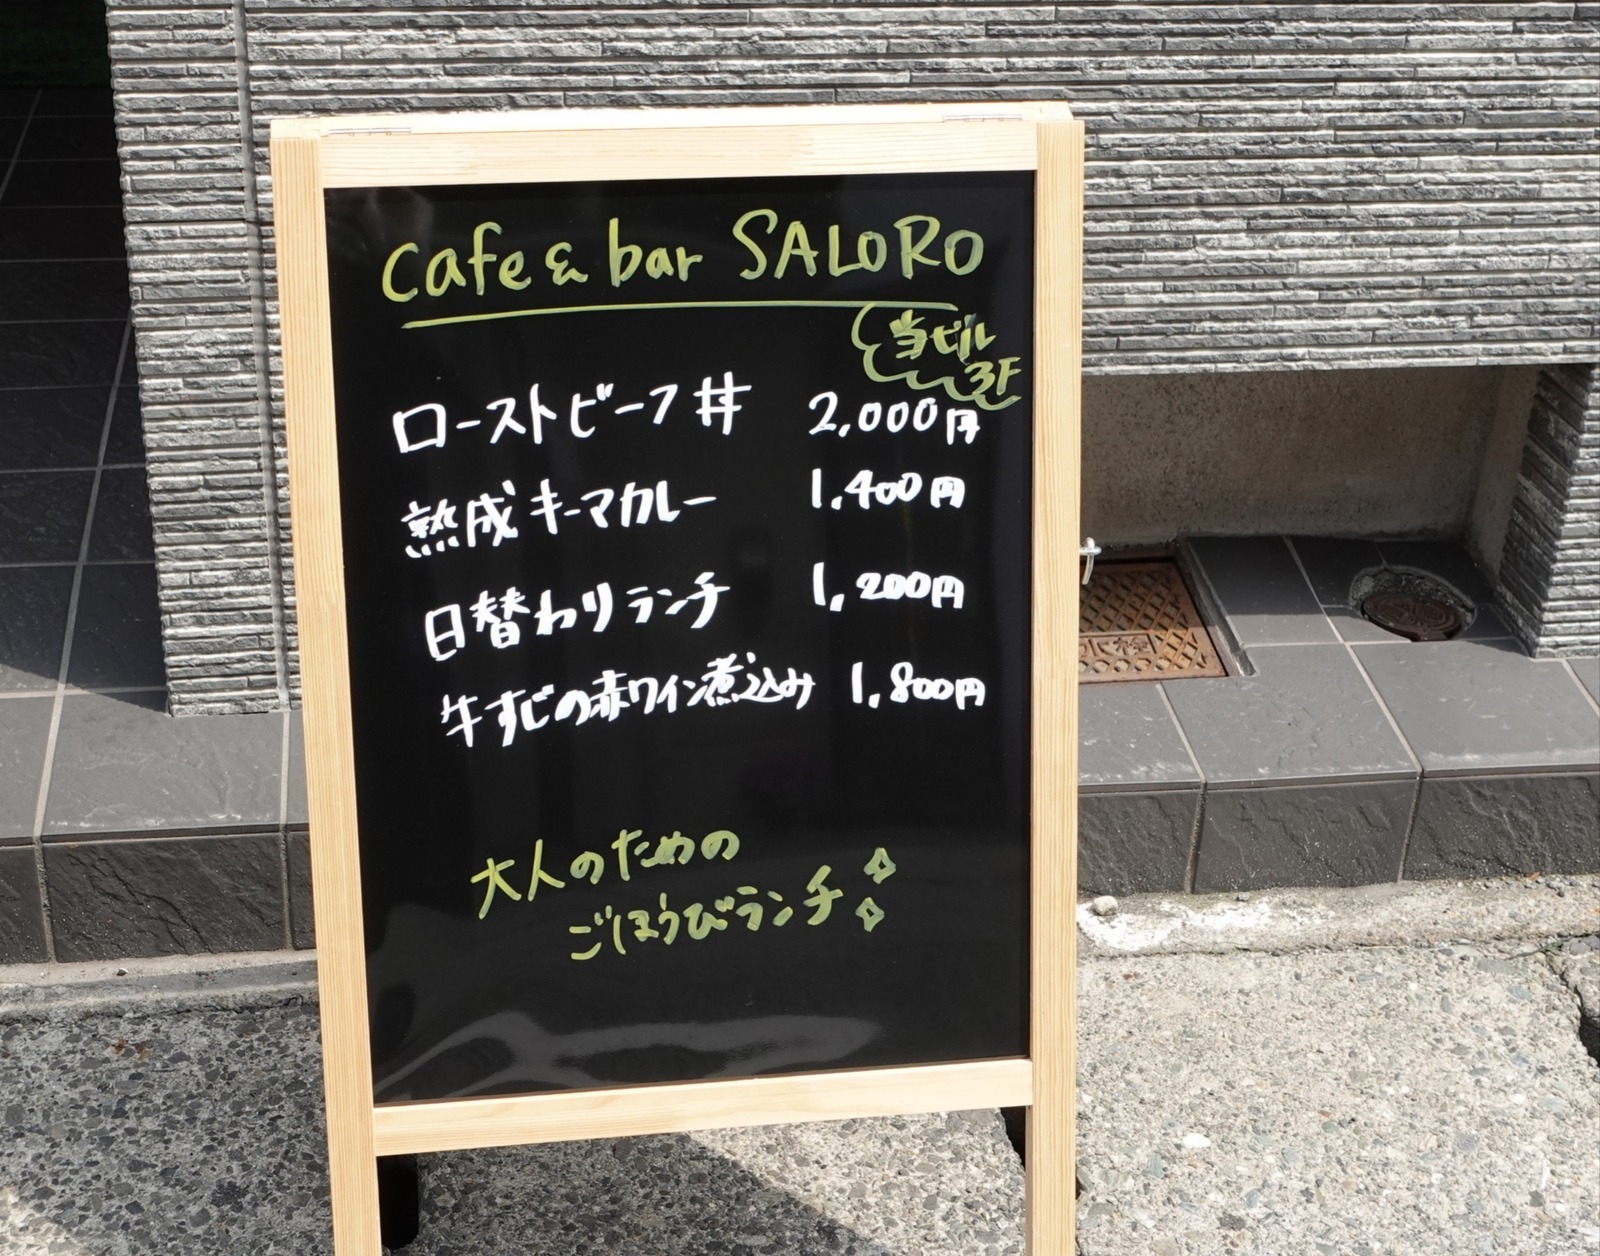 cafe & bar SALORO
当ビル
3F
ローストビーフ丼 2,000円
熟成キーマカレー 1,400円
日替わりランチ 1,200円
牛すじの赤ワイン煮込み 1,800円
大人のための
ごほうびランチ